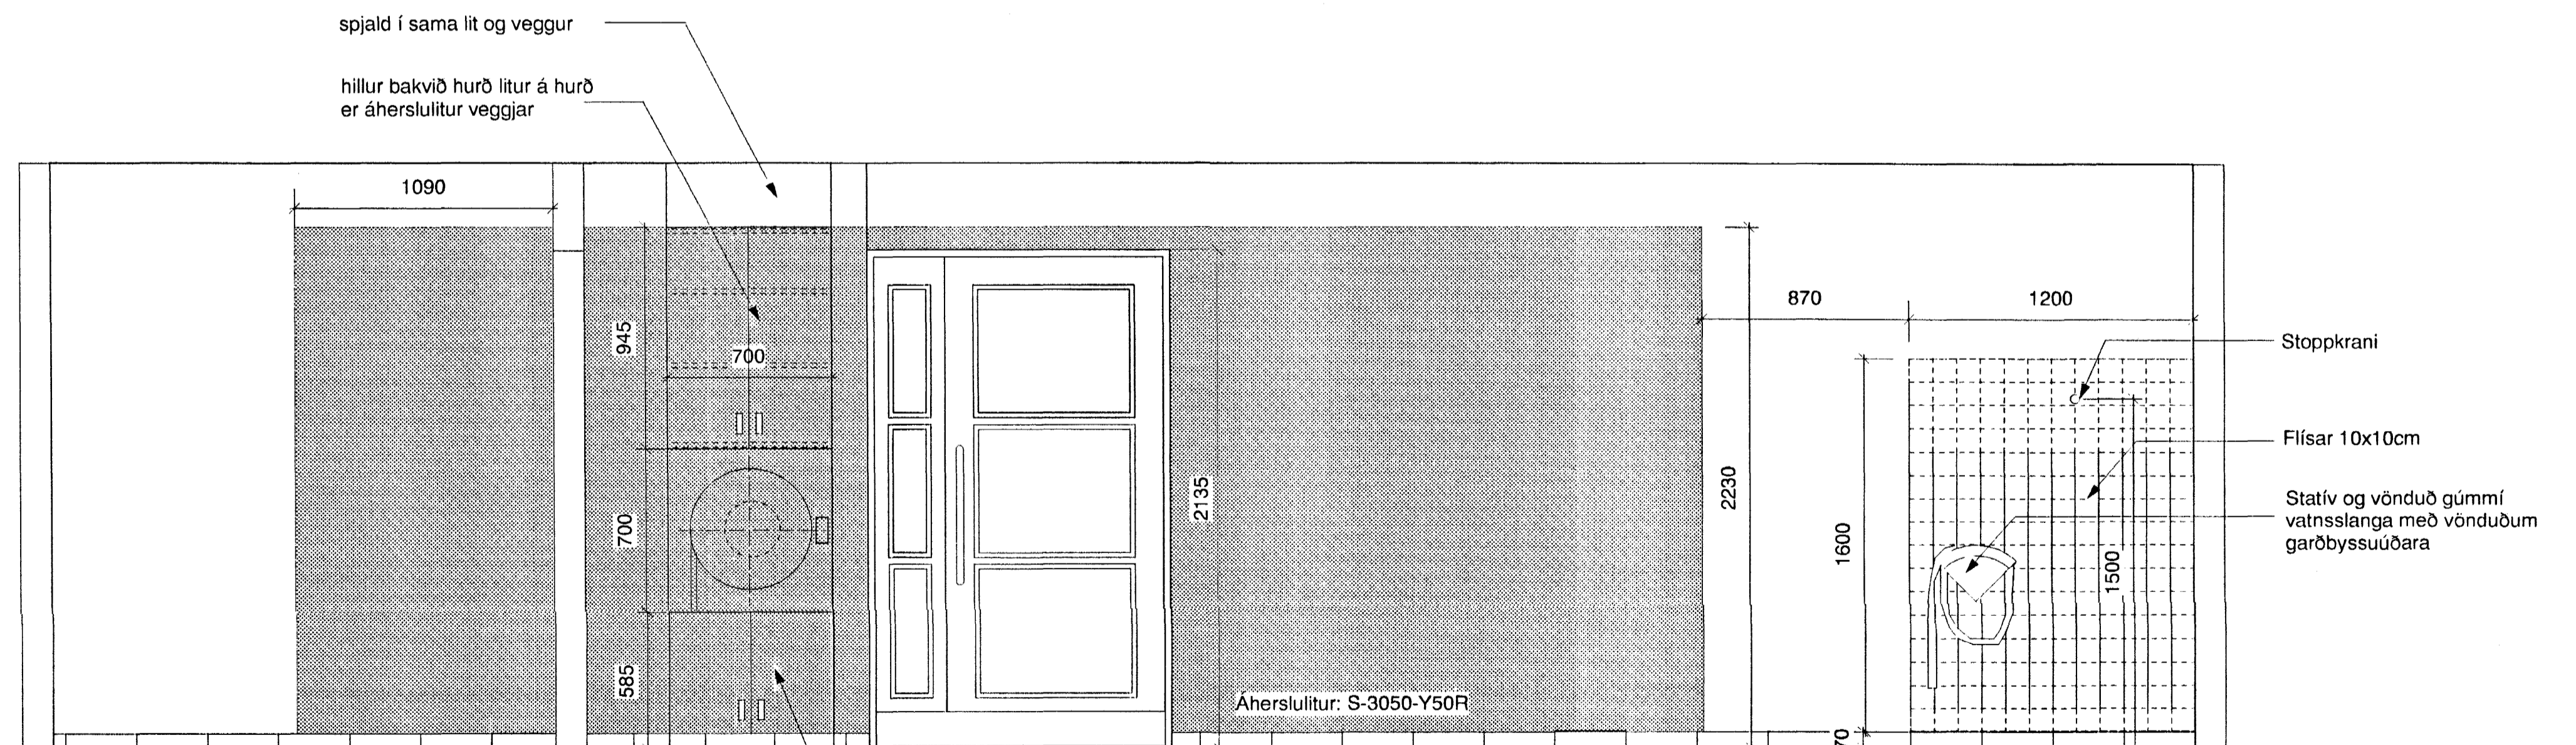 spjald í sama lit og veggur
hillur bakvið hurð litur á hurð
er áherslulitur veggjar
1090
945
700
700
585
2135
Áherslulitur: S-3050-Y50R
2230
870
1200
1600
1500
Stoppkrani
Flísar 10x10cm
Statív og vönduð gúmmí
vatnsslanga með vönduðum
garðbyssuúðara
70